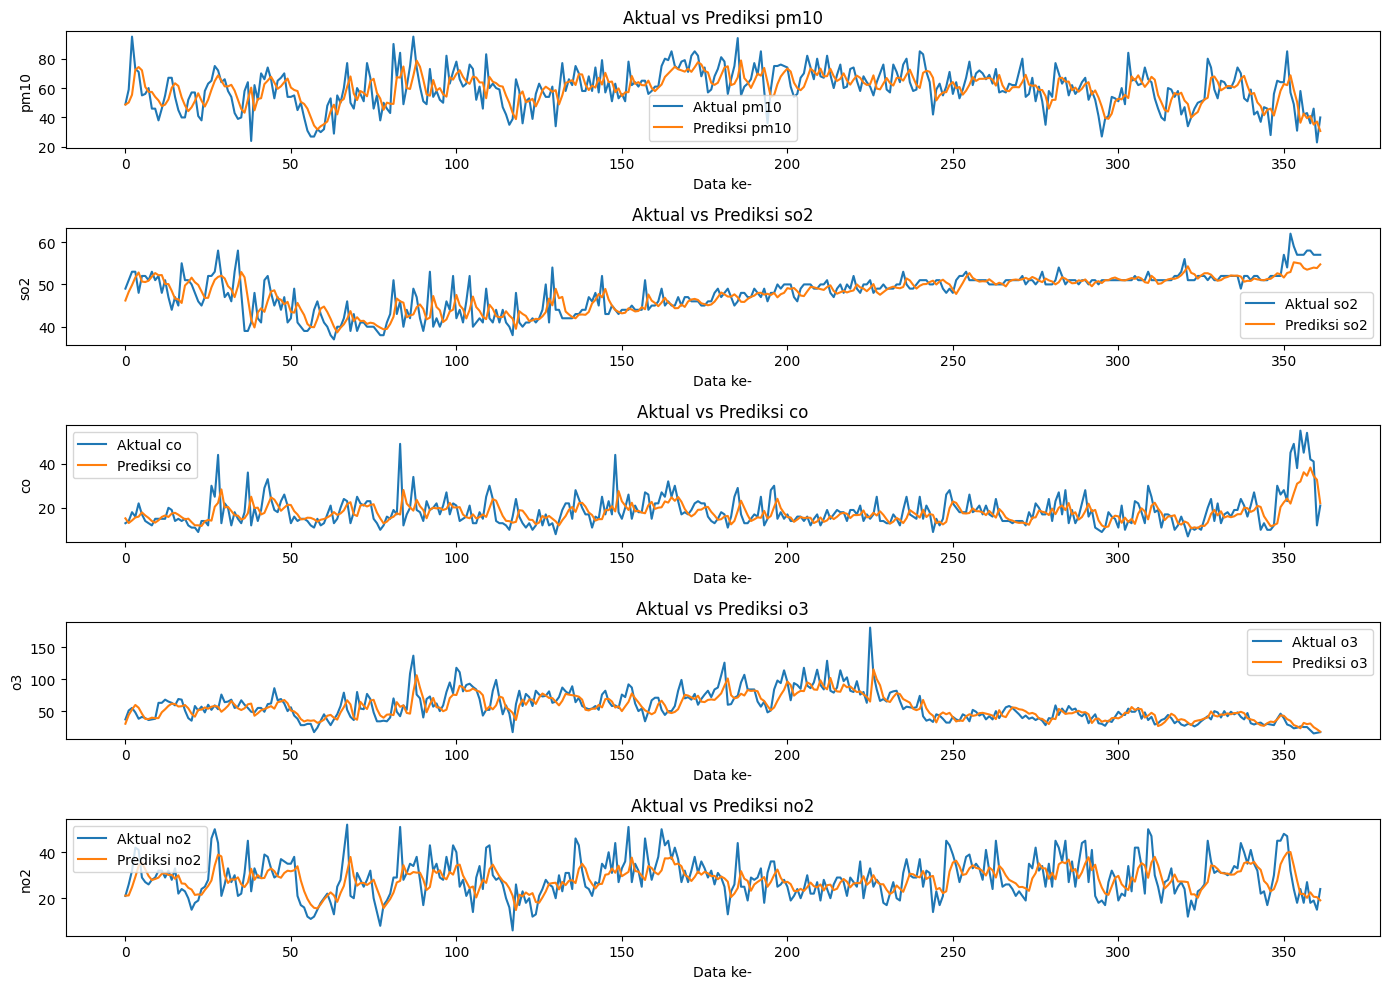 Aktual vs Prediksi pm10
80
60
40
20
pm10
Aktual pm10
Prediksi pm10
0 50 100 150 200 250 300 350
Data ke-
Aktual vs Prediksi so2
60
50
40
so2
Aktual so2
Prediksi so2
0 50 100 150 200 250 300 350
Data ke-
Aktual vs Prediksi co
40
20
co
Aktual co
Prediksi co
0 50 100 150 200 250 300 350
Data ke-
Aktual vs Prediksi o3
150
100
50
o3
Aktual o3
Prediksi o3
0 50 100 150 200 250 300 350
Data ke-
Aktual vs Prediksi no2
40
20
no2
Aktual no2
Prediksi no2
0 50 100 150 200 250 300 350
Data ke-